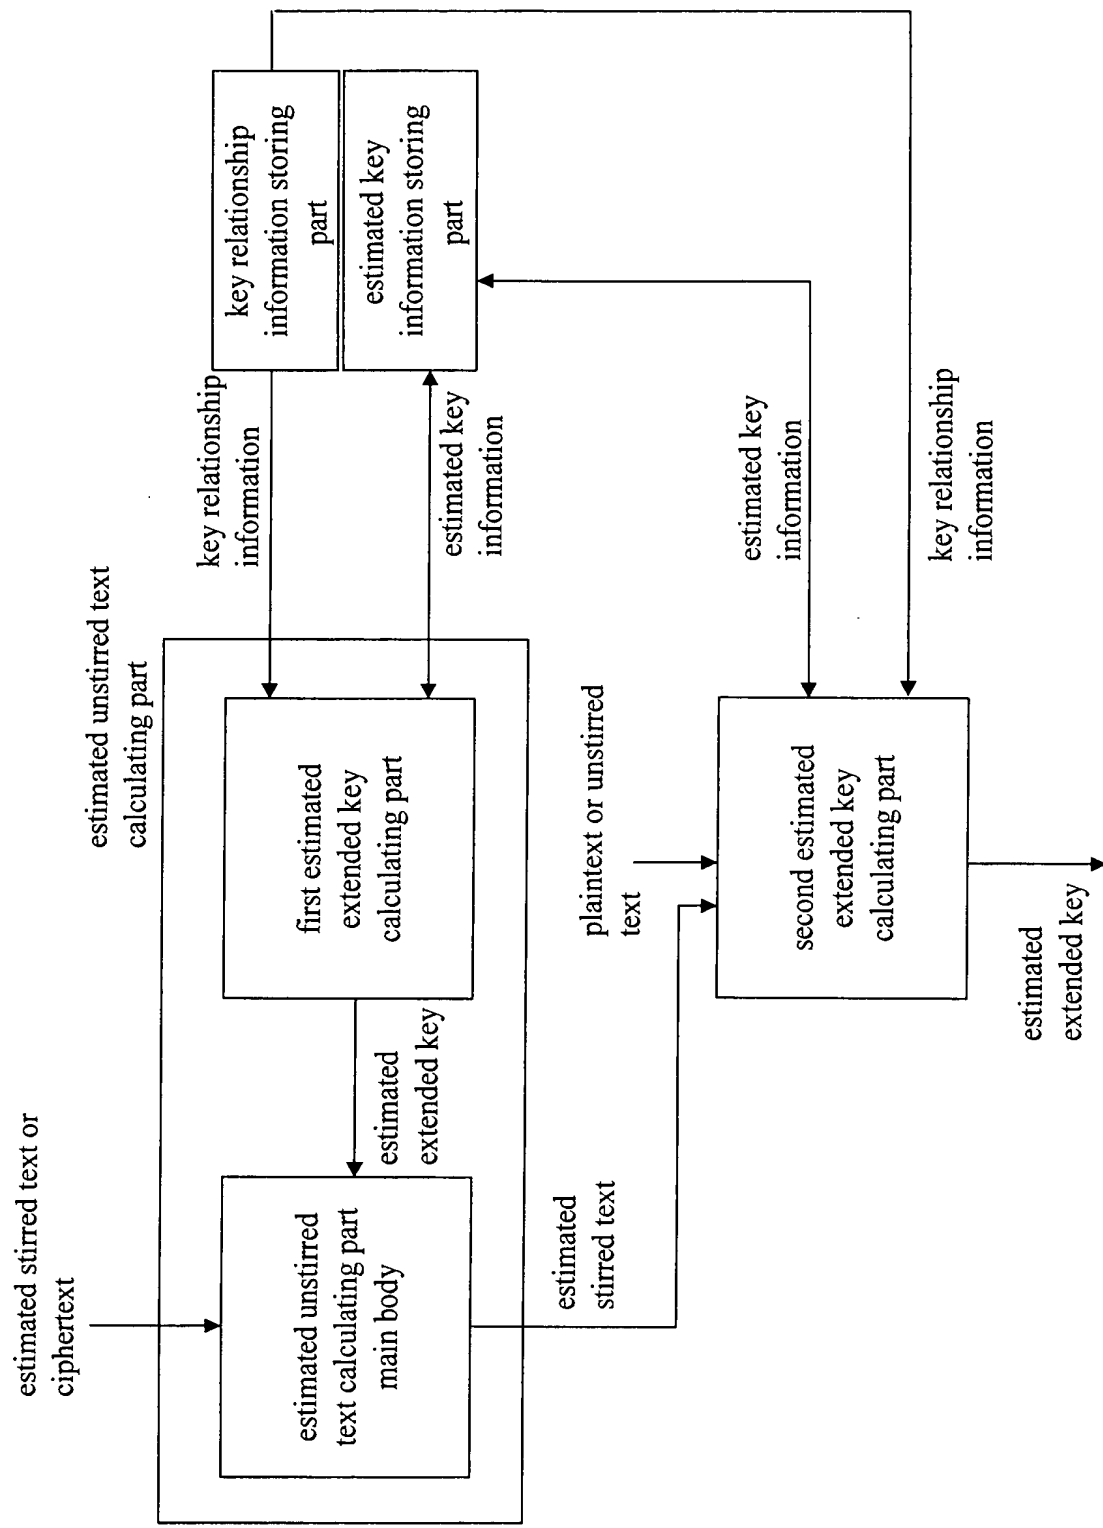 estimated stirred text or
ciphertext
estimated unstirred text
calculating part
estimated unstirred
text calculating part
main body
estimated
extended key
first estimated
extended key
calculating part
key relationship
information
estimated key
information
key relationship
information storing
part
estimated key
information storing
part
estimated
stirred text
plaintext or unstirred
text
second estimated
extended key
calculating part
estimated key
information
key relationship
information
estimated
extended key